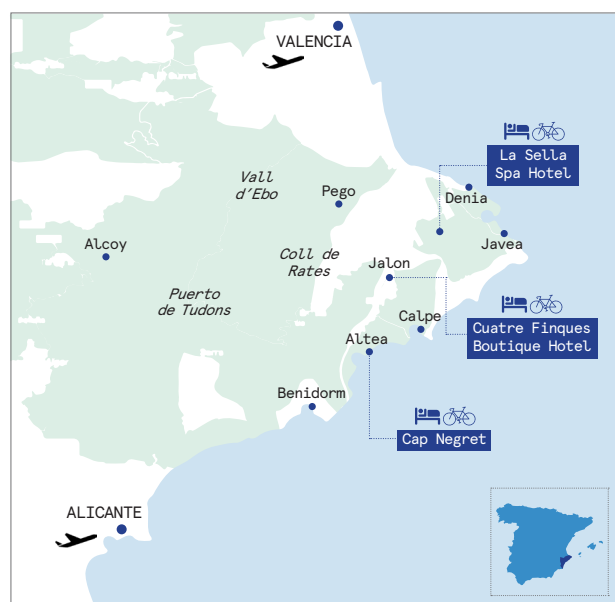 VALENCIA
La Sella
Spa Hotel
Vall
d'Ebo
Pego
Denia
Javea
Alcoy
Coll de
Rates
Jalon
Puerto
de Tudons
Calpe
Cuatre Finques
Boutique Hotel
Altea
Benidorm
Cap Negret
ALICANTE